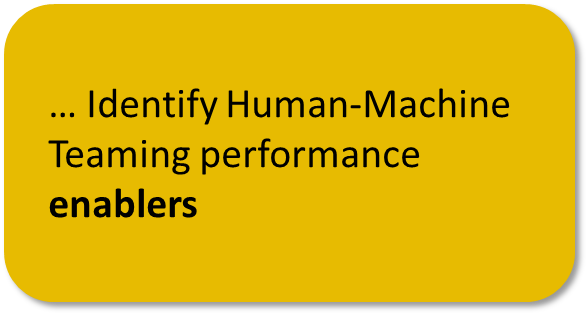 … Identify Human-Machine
Teaming performance
enablers